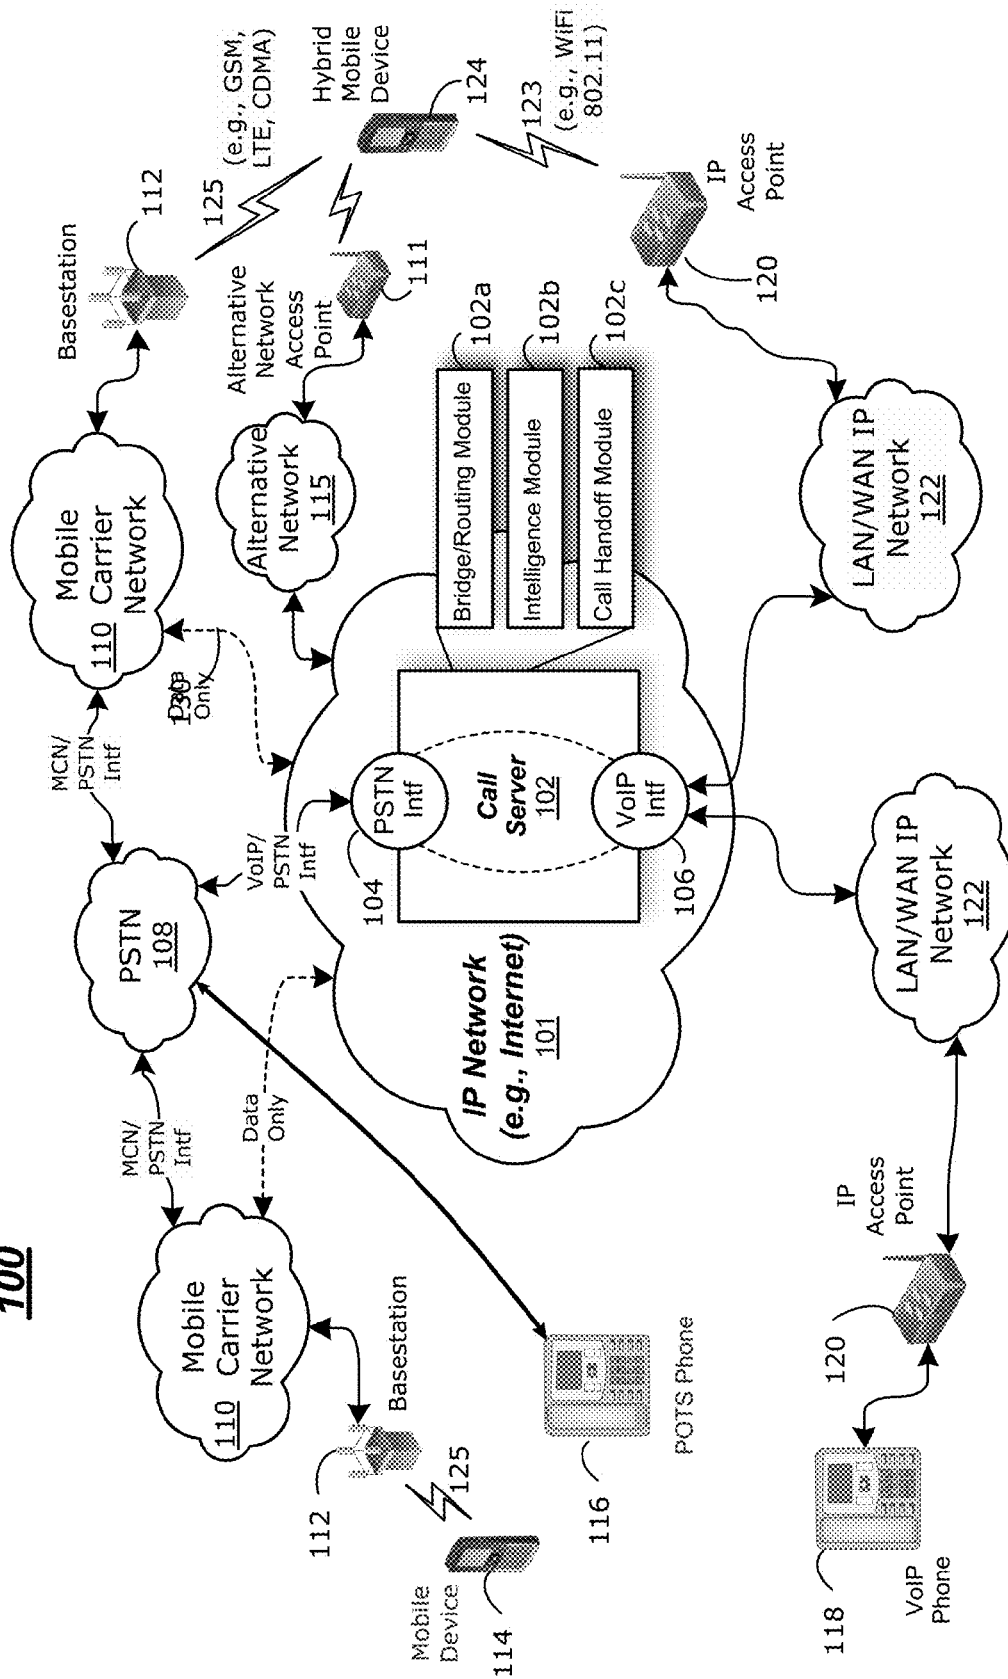 100
Mobile
Device
114
125
112
Basestation
Mobile
110 Carrier
Network
MCN/
PSTN
Intf
Data
Only
PSTN
108
MCN/
PSTN
Intf
VoIP/
PSTN
Intf
Mobile
110 Carrier
Network
130
Data
Only
Basestation
112
125
(e.g., GSM,
LTE, CDMA)
Hybrid
Mobile
Device
124
123
(e.g., WiFi
802.11)
Alternative
Network
115
Alternative Network
Access
Point
111
IP
Access
Point
120
116
POTS Phone
IP Network
(e.g., Internet)
101
104
PSTN
Intf
Call
Server
102
VoIP
Intf
106
Bridge/Routing Module
102a
Intelligence Module
102b
Call Handoff Module
102c
LAN/WAN IP
Network
122
LAN/WAN IP
Network
122
118
VoIP
Phone
120
IP
Access
Point